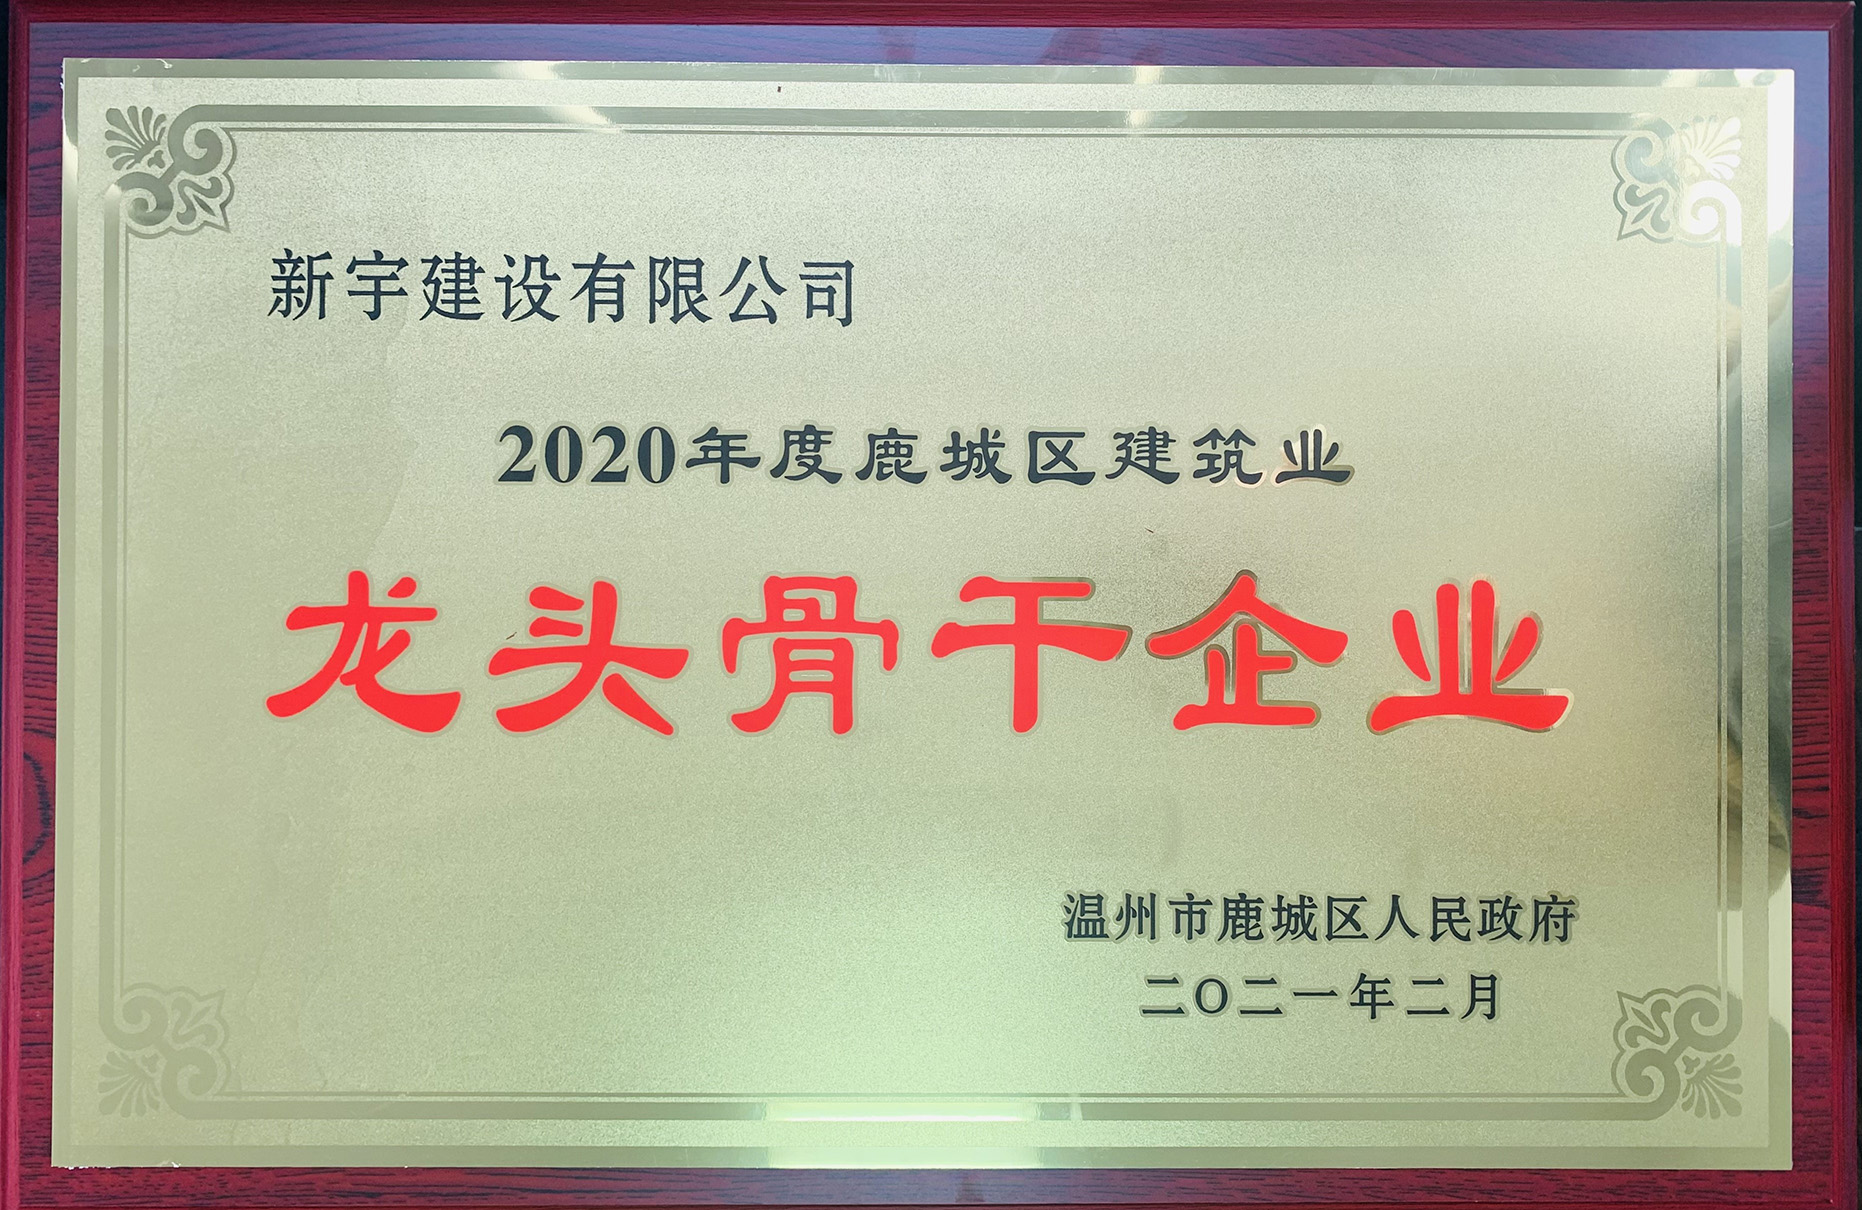 新宇建设有限公司
2020年度鹿城区建筑业
龙头骨干企业
温州市鹿城区人民政府
二〇二一年二月